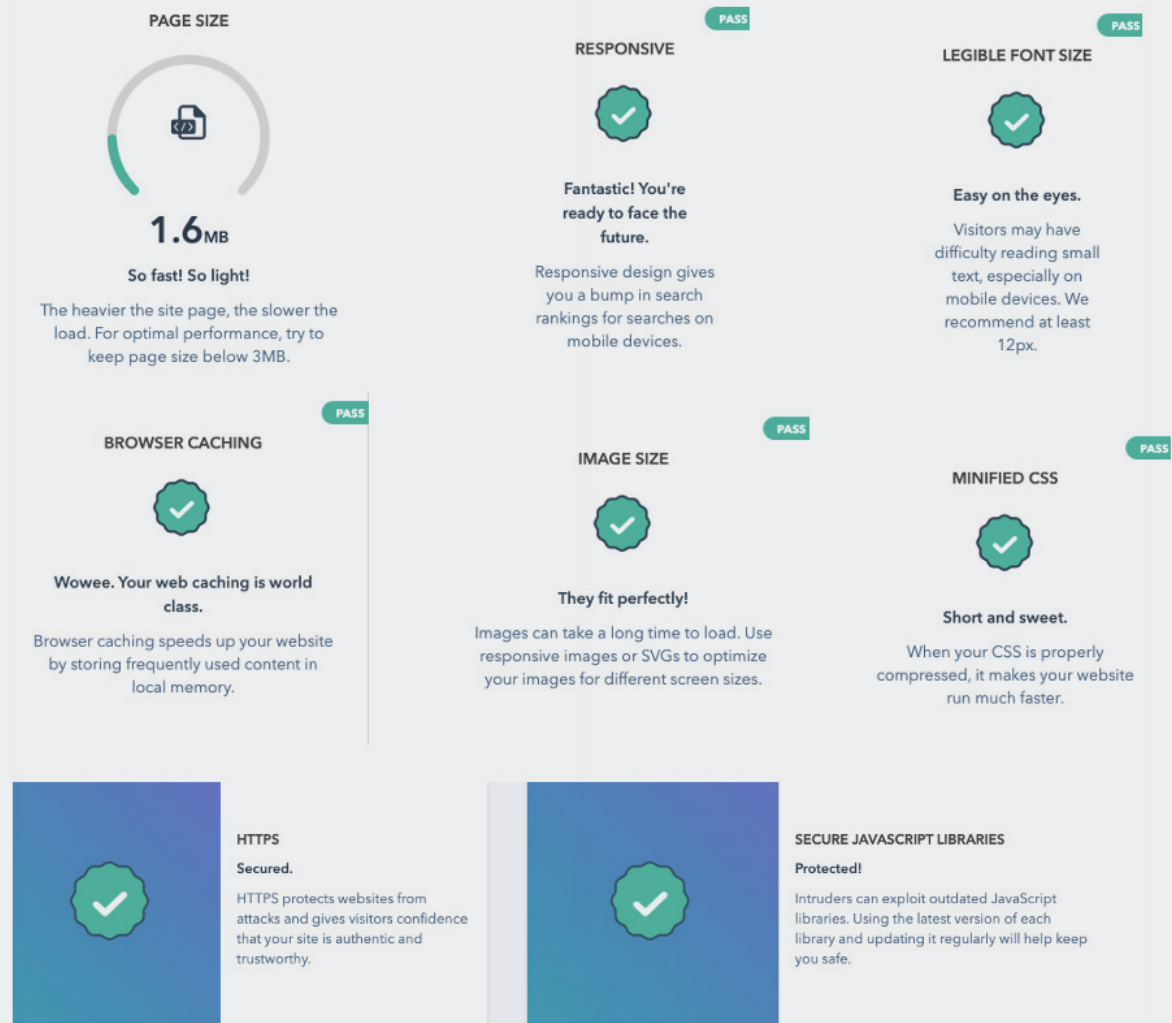 PAGE SIZE
</>
1.6MB
So fast! So light!
The heavier the site page, the slower the
load. For optimal performance, try to
keep page size below 3MB.
PASS
RESPONSIVE
Fantastic! You're
ready to face the
future.
Responsive design gives
you a bump in search
rankings for searches on
mobile devices.
PASS
LEGIBLE FONT SIZE
Easy on the eyes.
Visitors may have
difficulty reading small
text, especially on
mobile devices. We
recommend at least
12px.
PASS
BROWSER CACHING
Wowee. Your web caching is world
class.
Browser caching speeds up your website
by storing frequently used content in
local memory.
PASS
IMAGE SIZE
They fit perfectly!
Images can take a long time to load. Use
responsive images or SVGs to optimize
your images for different screen sizes.
PASS
MINIFIED CSS
Short and sweet.
When your CSS is properly
compressed, it makes your website
run much faster.
HTTPS
Secured.
HTTPS protects websites from
attacks and gives visitors confidence
that your site is authentic and
trustworthy.
SECURE JAVASCRIPT LIBRARIES
Protected!
Intruders can exploit outdated JavaScript
libraries. Using the latest version of each
library and updating it regularly will help keep
you safe.